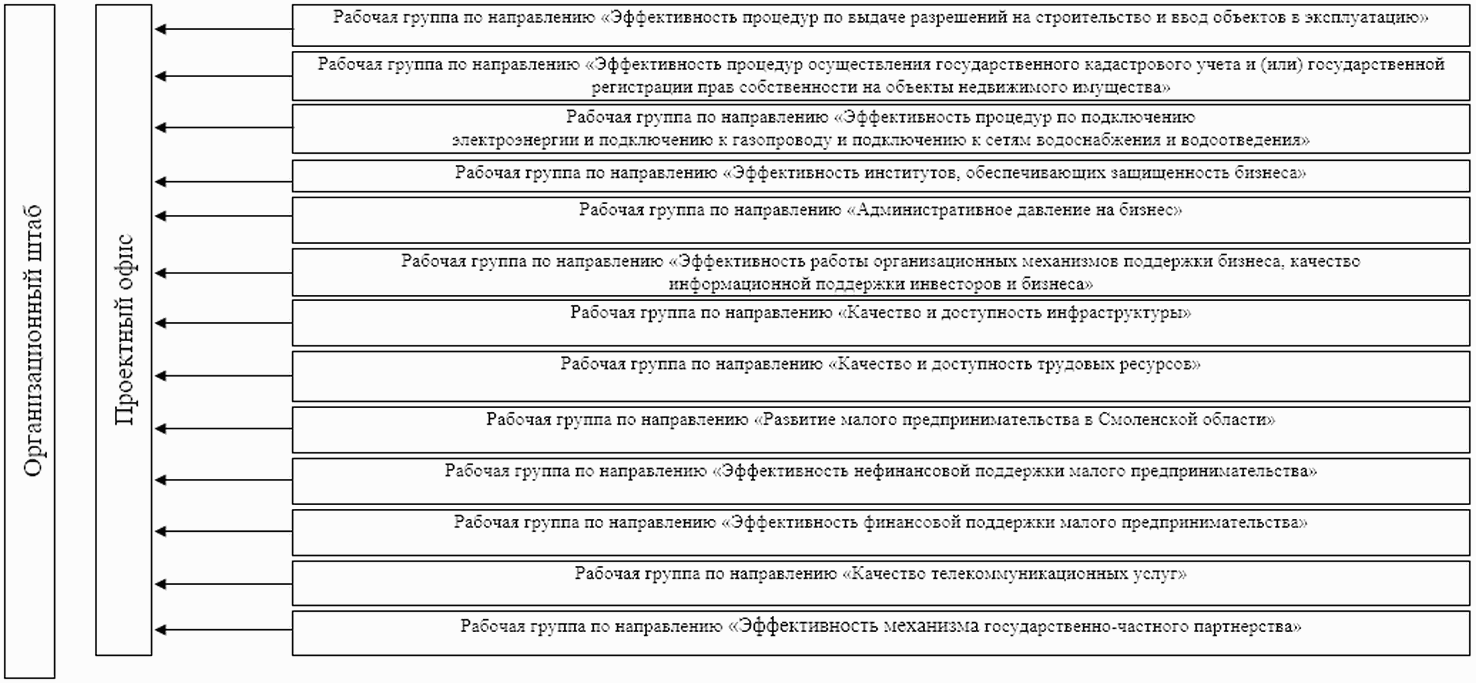 Организационный штаб
Проектный офис
Рабочая группа по направлению «Эффективность процедур по выдаче разрешений на строительство и ввод объектов в эксплуатацию»
Рабочая группа по направлению «Эффективность процедур осуществления государственного кадастрового учета и (или) государственной
регистрации прав собственности на объекты недвижимого имущества»
Рабочая группа по направлению «Эффективность процедур по подключению
электроэнергии и подключению к газопроводу и подключению к сетям водоснабжения и водоотведения»
Рабочая группа по направлению «Эффективность институтов, обеспечивающих защищенность бизнеса»
Рабочая группа по направлению «Административное давление на бизнес»
Рабочая группа по направлению «Эффективность работы организационных механизмов поддержки бизнеса, качество
информационной поддержки инвесторов и бизнеса»
Рабочая группа по направлению «Качество и доступность инфраструктуры»
Рабочая группа по направлению «Качество и доступность трудовых ресурсов»
Рабочая группа по направлению «Развитие малого предпринимательства в Смоленской области»
Рабочая группа по направлению «Эффективность нефинансовой поддержки малого предпринимательства»
Рабочая группа по направлению «Эффективность финансовой поддержки малого предпринимательства»
Рабочая группа по направлению «Качество телекоммуникационных услуг»
Рабочая группа по направлению «Эффективность механизма государственно-частного партнерства»